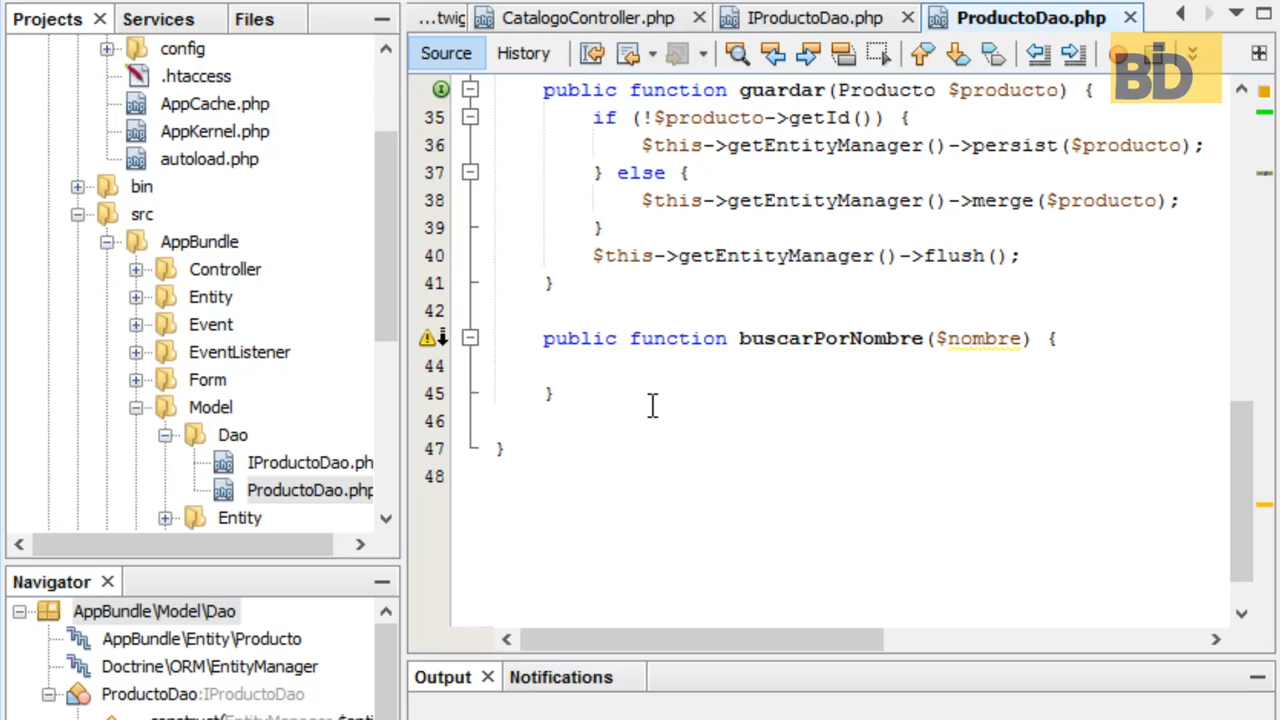 Projects
Services
Files
...twig
CatalogoController.php
IProductoDao.php
ProductoDao.php
Source
History
BD
config
.htaccess
AppCache.php
AppKernel.php
autoload.php
bin
src
AppBundle
Controller
Entity
Event
EventListener
Form
Model
Dao
IProductoDao.ph
ProductoDao.php
Entity
public function guardar(Producto $producto) {
35 if (!$producto->getId()) {
36 $this->getEntityManager()->persist($producto);
37 } else {
38 $this->getEntityManager()->merge($producto);
39 }
40 $this->getEntityManager()->flush();
41 }
42
public function buscarPorNombre($nombre) {
44
45 }
46
47 }
48
Navigator
AppBundle\Model\Dao
AppBundle\Entity\Producto
Doctrine\ORM\EntityManager
ProductoDao:IProductoDao
Output
Notifications